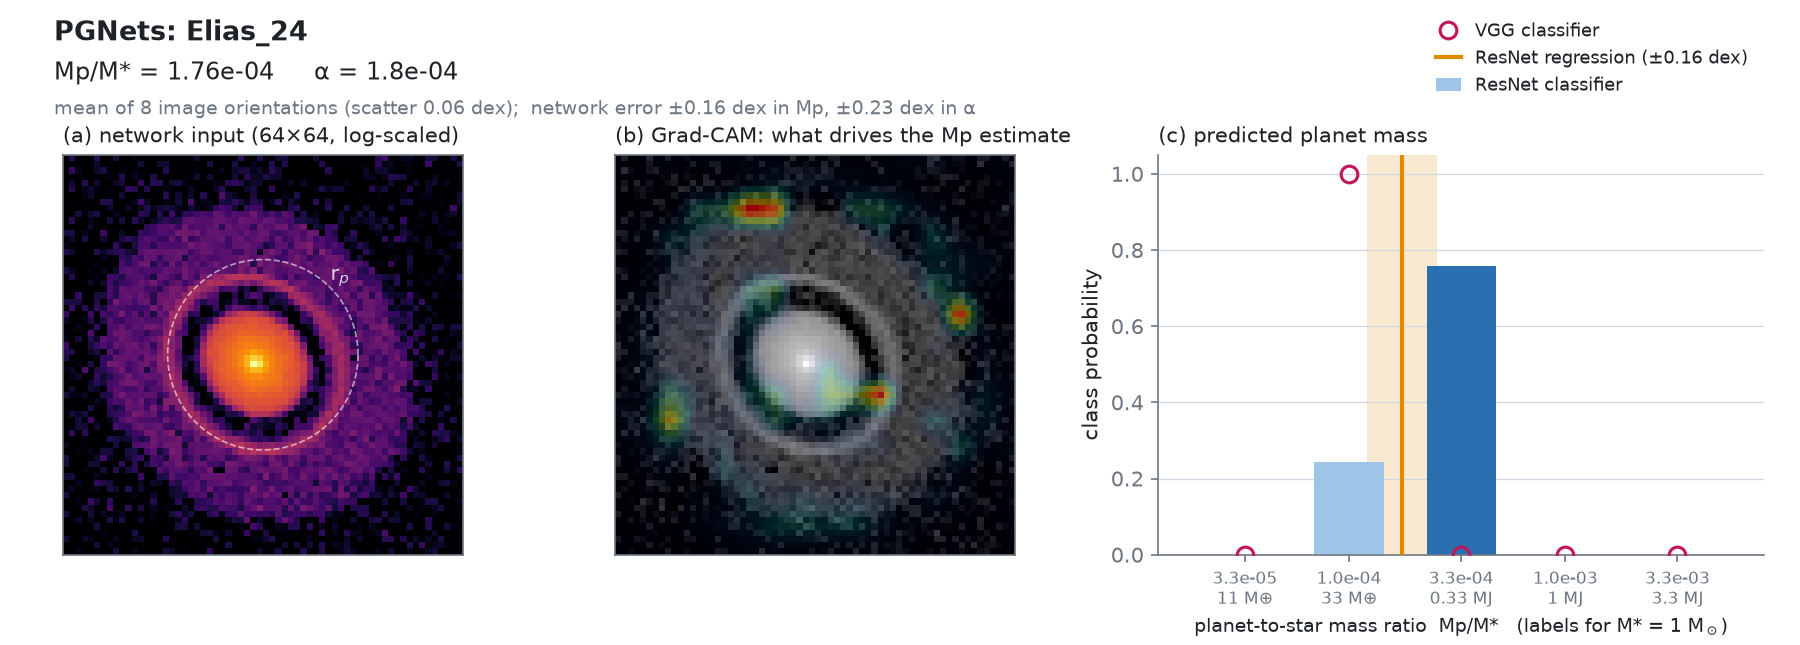 PGNets: Elias_24
Mp/M* = 1.76e-04 α = 1.8e-04
mean of 8 image orientations (scatter 0.06 dex); network error ±0.16 dex in Mp, ±0.23 dex in α
VGG classifier
ResNet regression (±0.16 dex)
ResNet classifier
(a) network input (64×64, log-scaled)
rp
(b) Grad-CAM: what drives the Mp estimate
(c) predicted planet mass
class probability
1.0
0.8
0.6
0.4
0.2
0.0
3.3e-05 1.0e-04 3.3e-04 1.0e-03 3.3e-03
11 M⊕ 33 M⊕ 0.33 MJ 1 MJ 3.3 MJ
planet-to-star mass ratio Mp/M* (labels for M* = 1 M☉)